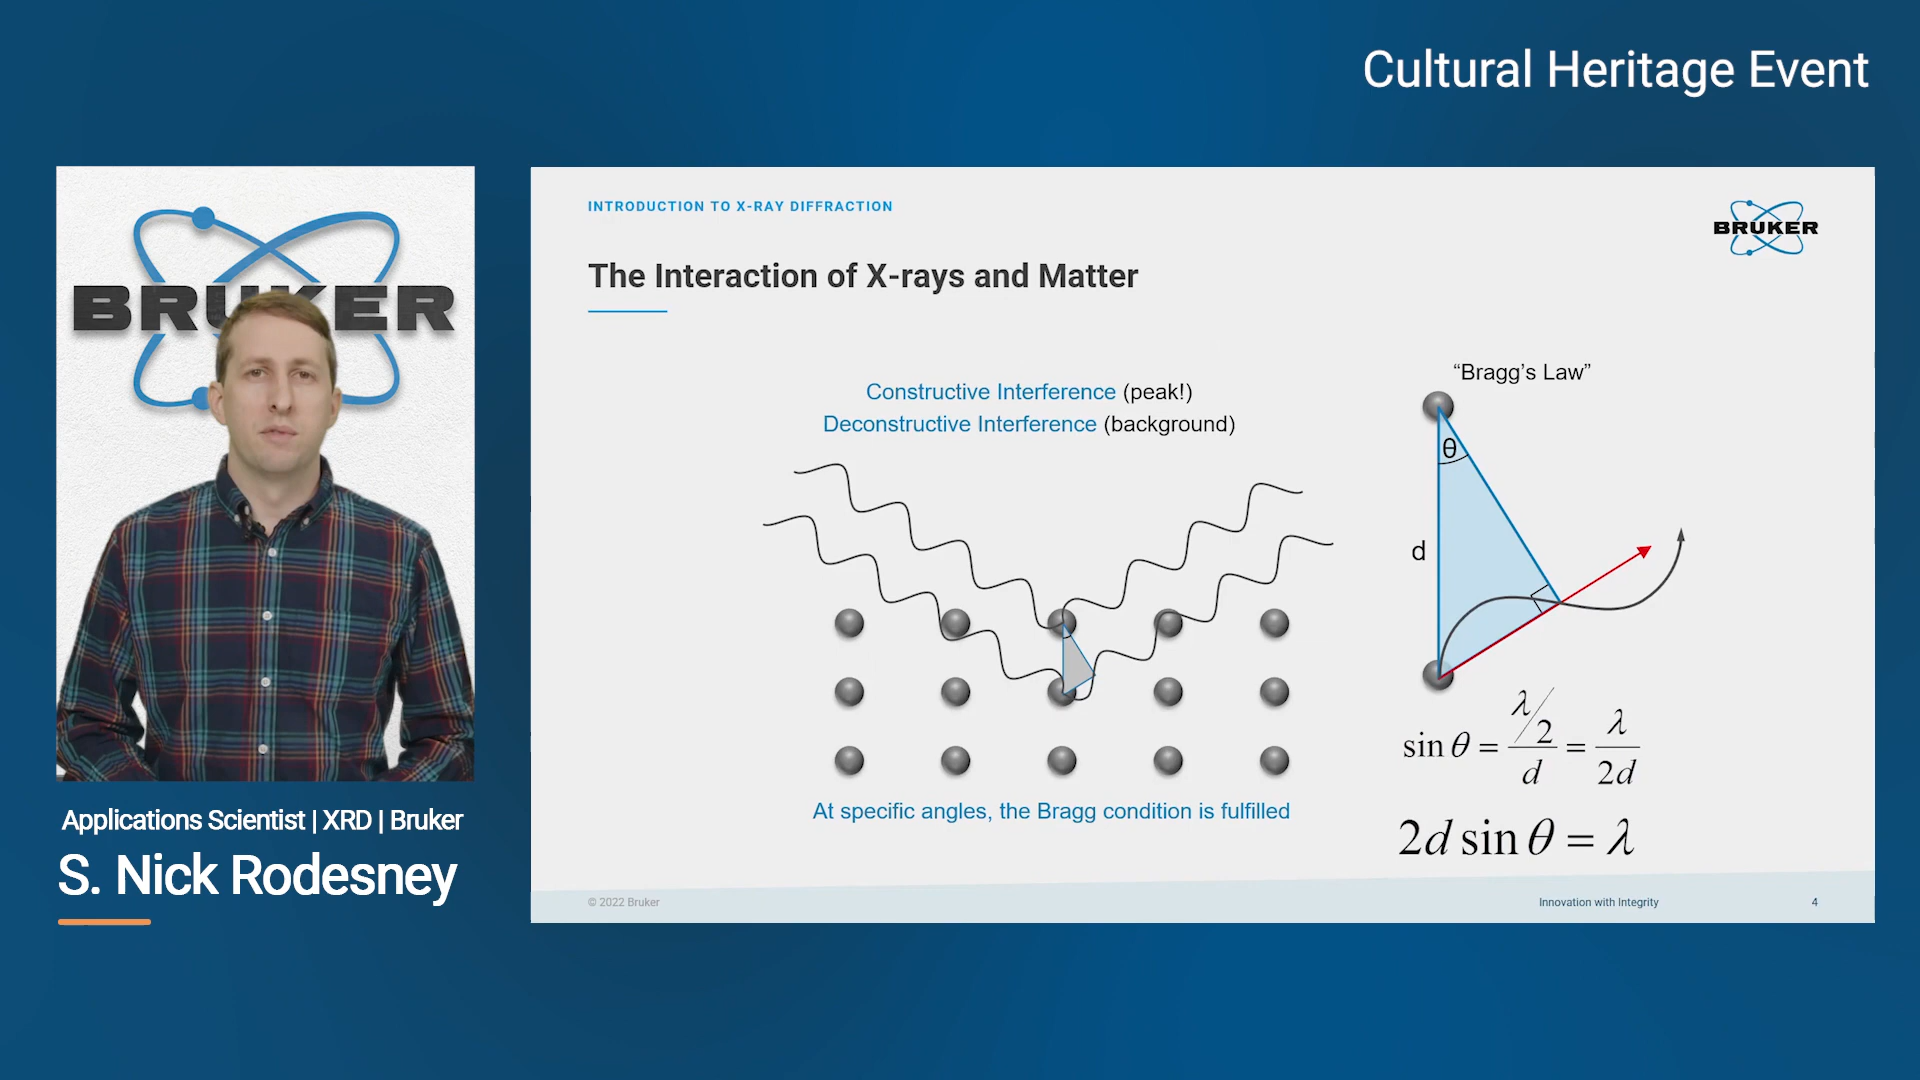 Cultural Heritage Event
BRUKER
Applications Scientist | XRD | Bruker
S. Nick Rodesney
INTRODUCTION TO X-RAY DIFFRACTION
BRUKER
The Interaction of X-rays and Matter
Constructive Interference (peak!)
Deconstructive Interference (background)
“Bragg’s Law”
θ
d
sin θ = (λ/2)/d = λ/2d
2d sin θ = λ
At specific angles, the Bragg condition is fulfilled
© 2022 Bruker
Innovation with Integrity
4